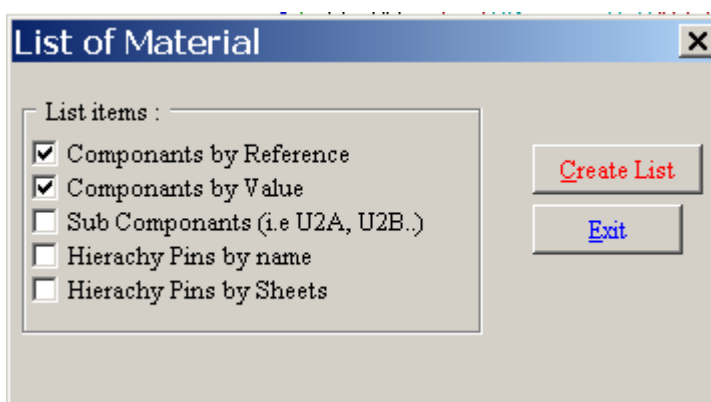 List of Material
List items :
Componants by Reference
Componants by Value
Sub Componants (i.e U2A, U2B..)
Hierachy Pins by name
Hierachy Pins by Sheets
Create List
Exit